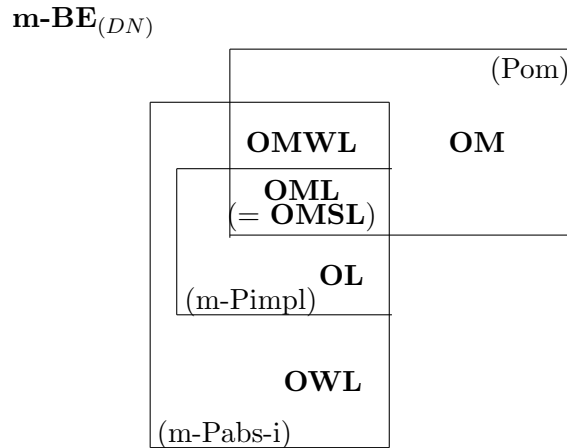 m-BE(DN)
(Pom)
OMWL OM
OML
(= OMSL)
OL
(m-Pimpl)
OWL
(m-Pabs-i)